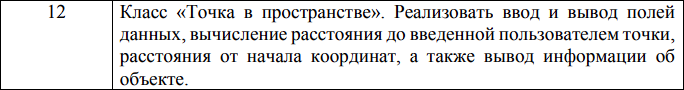 12 Класс «Точка в пространстве». Реализовать ввод и вывод полей
данных, вычисление расстояния до введенной пользователем точки,
расстояния от начала координат, а также вывод информации об
объекте.